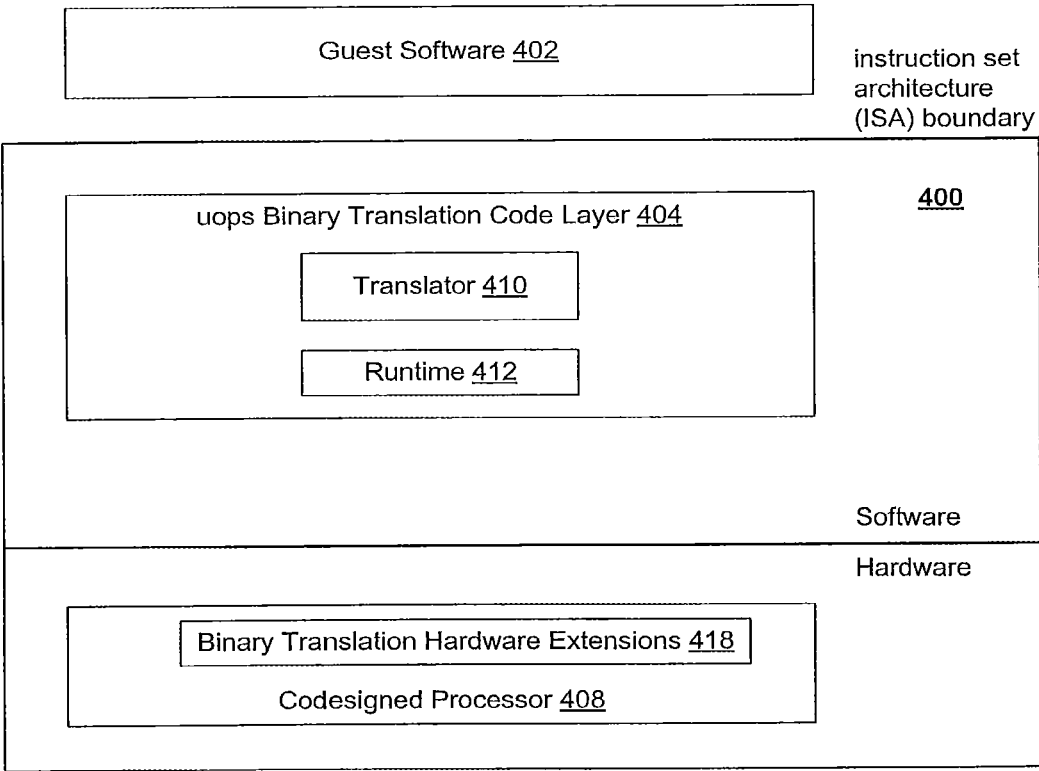 Guest Software 402
instruction set
architecture
(ISA) boundary
400
uops Binary Translation Code Layer 404
Translator 410
Runtime 412
Software
Hardware
Binary Translation Hardware Extensions 418
Codesigned Processor 408